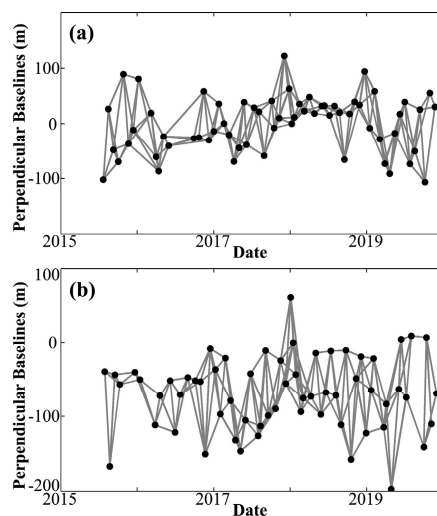 (a)
Perpendicular Baselines (m)
100
0
-100
2015
2017
2019
Date
(b)
Perpendicular Baselines (m)
100
0
-100
-200
2015
2017
2019
Date